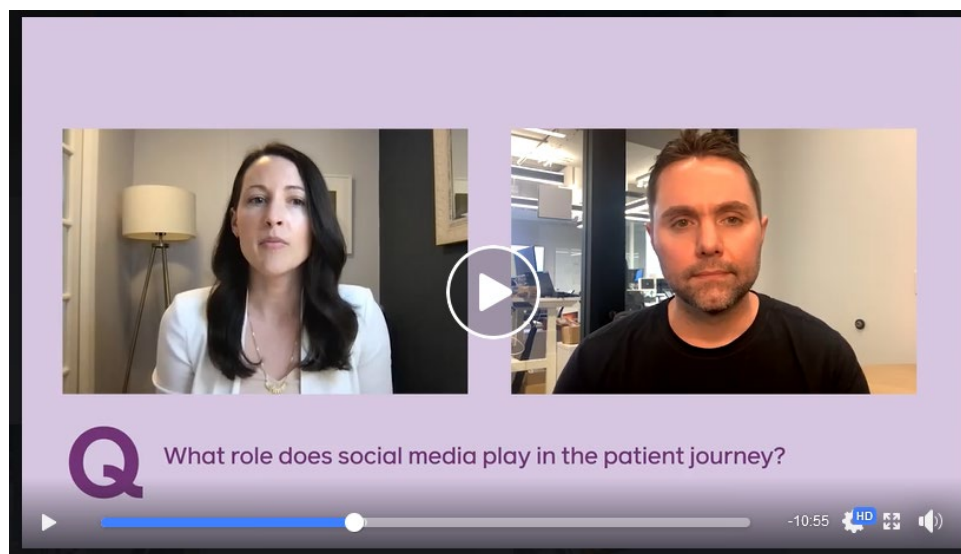 Q What role does social media play in the patient journey?
-10:55 HD